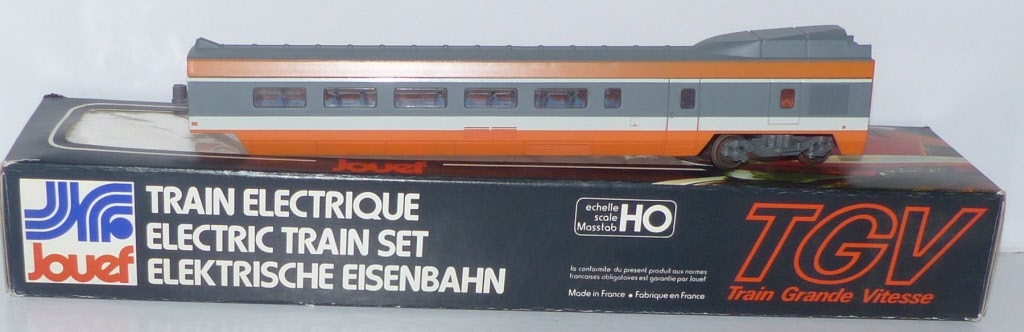 Jouef
Jouef
TRAIN ELECTRIQUE
ELECTRIC TRAIN SET
ELEKTRISCHE EISENBAHN
echelle
scale
Masstab
HO
la conformité du present produit aux normes
françaises obligatoires est garantie par Jouef
Made in France • Fabrique en France
TGV
Train Grande Vitesse